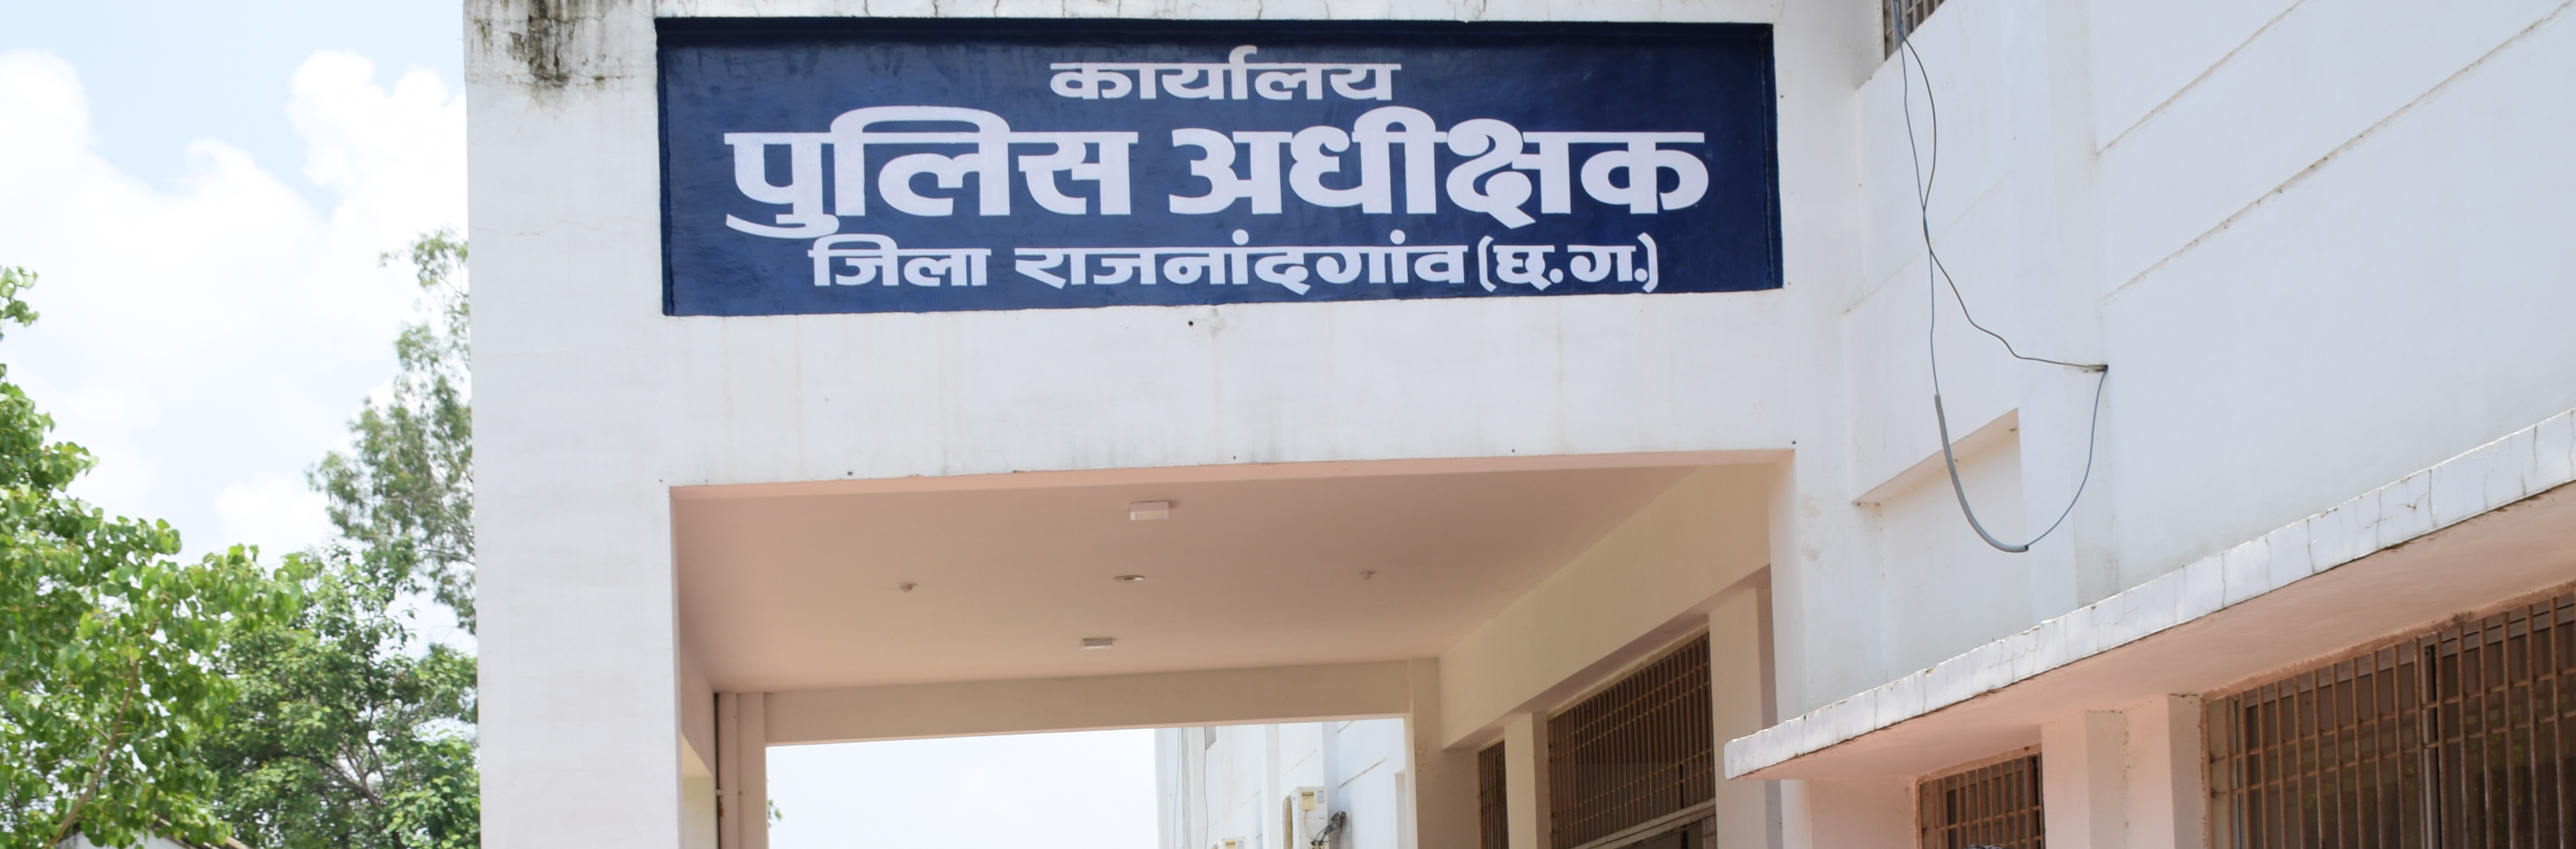 कार्यालय
पुलिस अधीक्षक
जिला राजनांदगांव (छ.ग.)